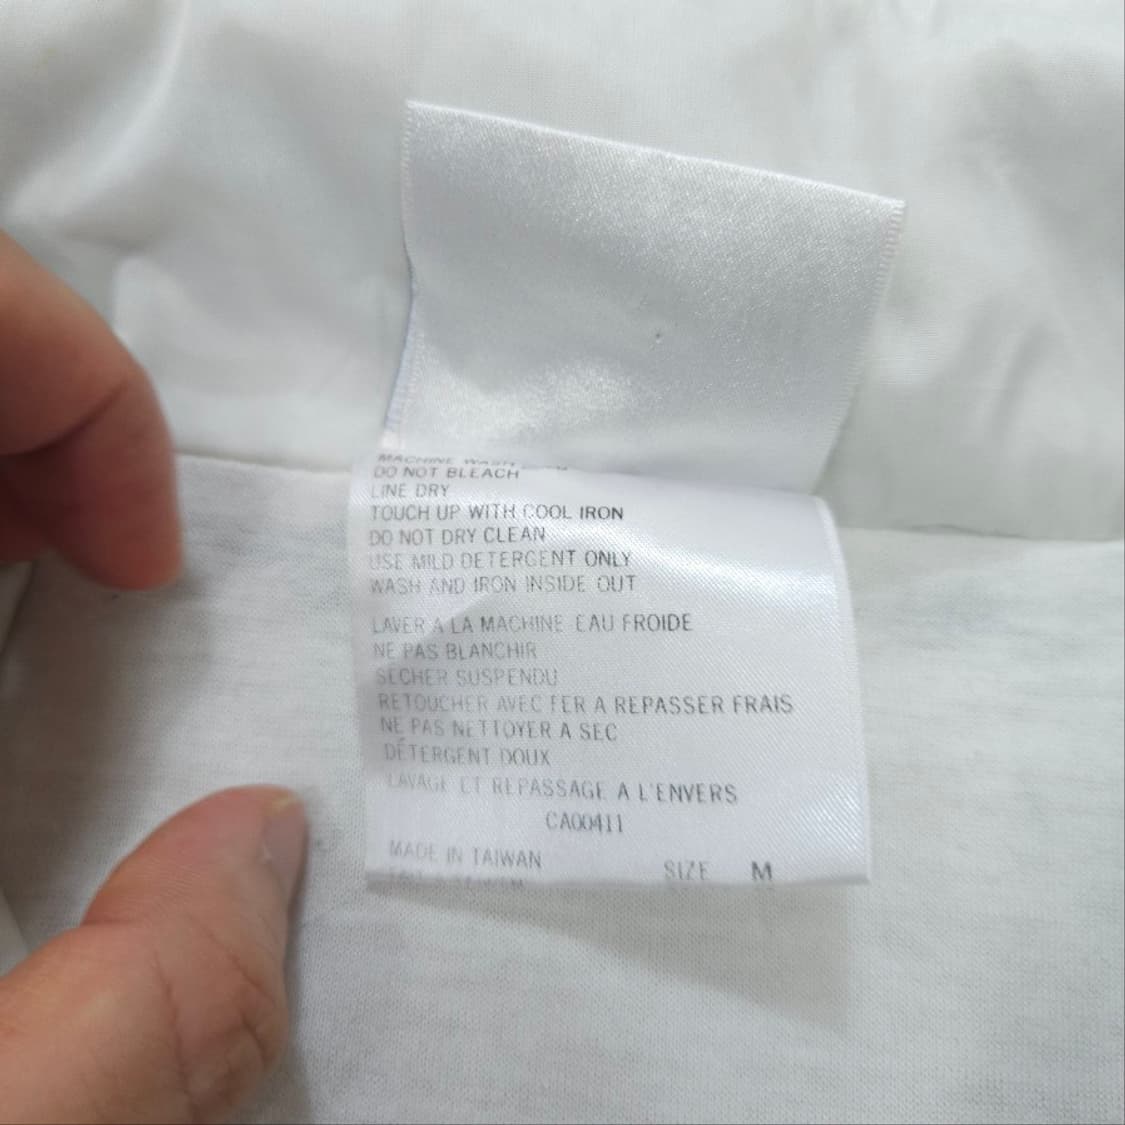 MACHINE WASH
DO NOT BLEACH
LINE DRY
TOUCH UP WITH COOL IRON
DO NOT DRY CLEAN
USE MILD DETERGENT ONLY
WASH AND IRON INSIDE OUT
LAVER A LA MACHINE EAU FROIDE
NE PAS BLANCHIR
SECHER SUSPENDU
RETOUCHER AVEC FER A REPASSER FRAIS
NE PAS NETTOYER A SEC
DÉTERGENT DOUX
LAVAGE ET REPASSAGE A L'ENVERS
CA00411
MADE IN TAIWAN SIZE M